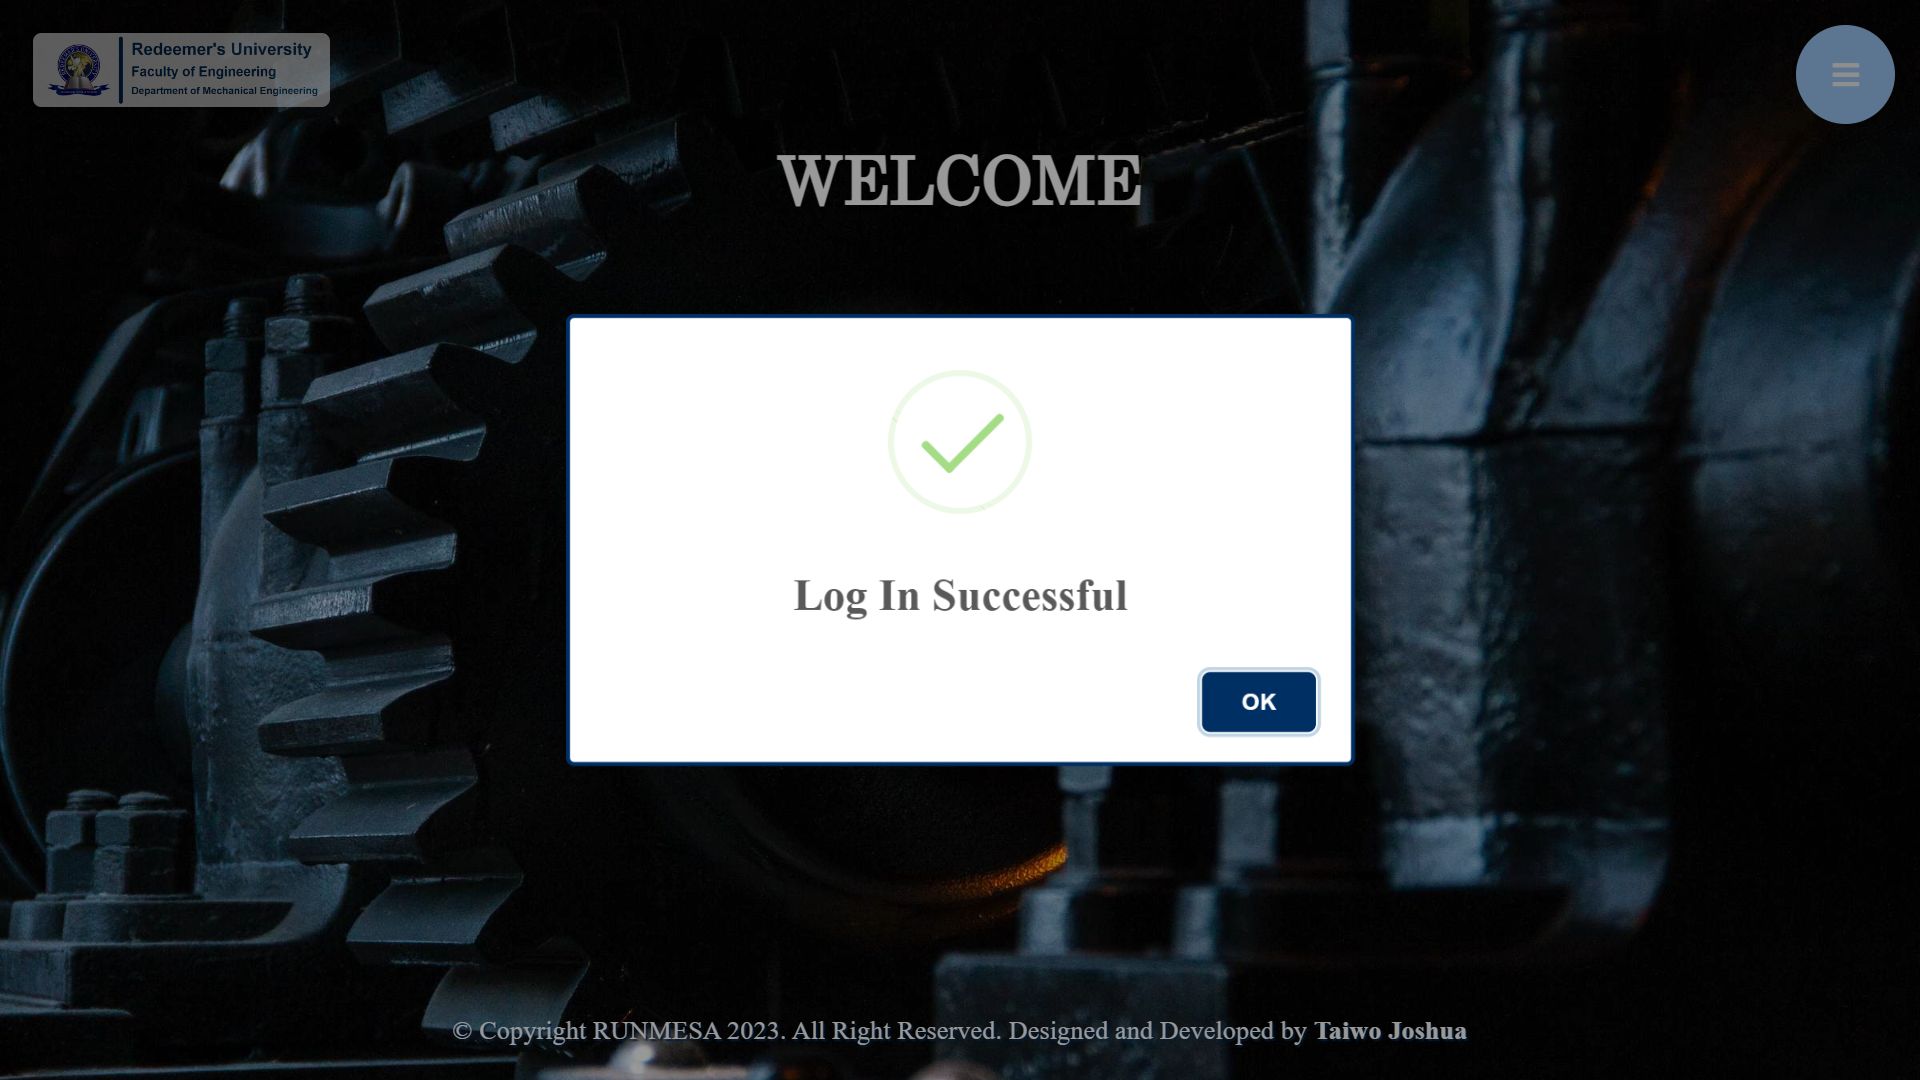 Redeemer's University
Faculty of Engineering
Department of Mechanical Engineering
WELCOME
Log In Successful
OK
© Copyright RUNMESA 2023. All Right Reserved. Designed and Developed by Taiwo Joshua